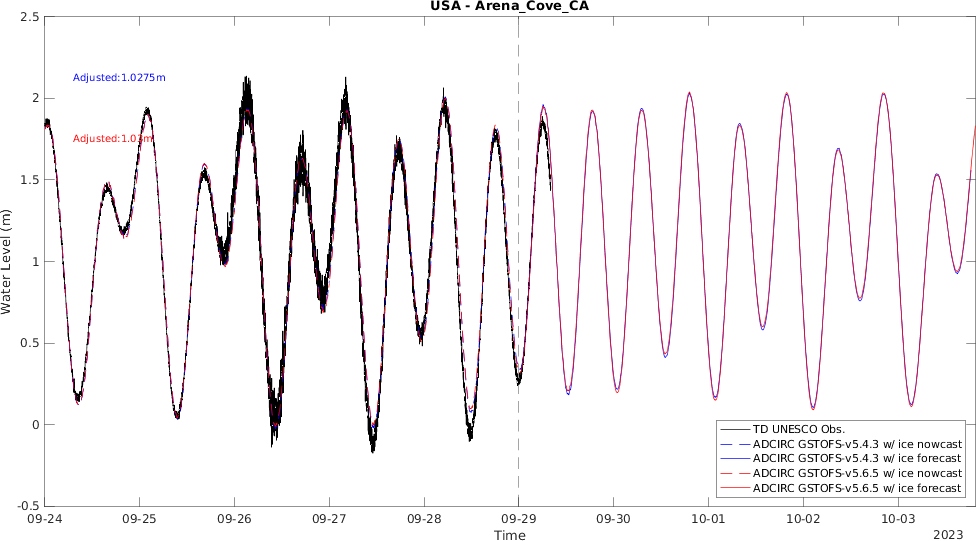 USA - Arena_Cove_CA
2.5
2
1.5
1
0.5
0
-0.5
Water Level (m)
Adjusted:1.0275m
Adjusted:1.03m
TD UNESCO Obs.
ADCIRC GSTOFS-v5.4.3 w/ ice nowcast
ADCIRC GSTOFS-v5.4.3 w/ ice forecast
ADCIRC GSTOFS-v5.6.5 w/ ice nowcast
ADCIRC GSTOFS-v5.6.5 w/ ice forecast
09-24 09-25 09-26 09-27 09-28 09-29 09-30 10-01 10-02 10-03
Time
2023